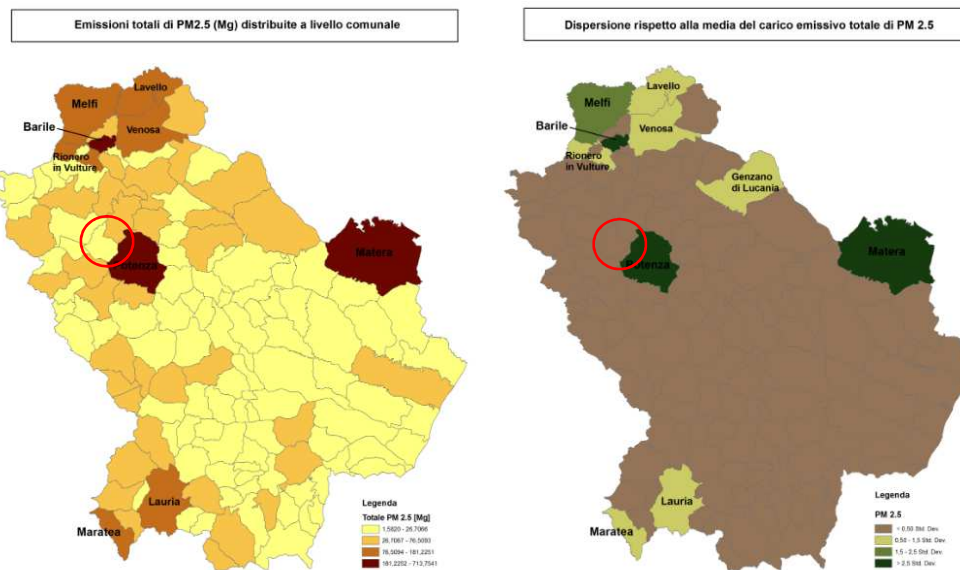 Emissioni totali di PM2.5 (Mg) distribuite a livello comunale
Lavello
Melfi
Barile
Venosa
Rionero
in Vulture
Matera
Lauria
Maratea
Legenda
Totale PM 2.5 [Mg]
1,5820 - 26,7066
26,7067 - 76,5093
76,5094 - 181,2251
181,2252 - 713,7541
Dispersione rispetto alla media del carico emissivo totale di PM 2.5
Lavello
Melfi
Barile
Venosa
Rionero
in Vulture
Genzano
di Lucania
Matera
Potenza
Lauria
Maratea
Legenda
PM 2.5
< 0,50 Std. Dev.
0,50 - 1,5 Std. Dev.
1,5 - 2,5 Std. Dev.
> 2,5 Std. Dev.